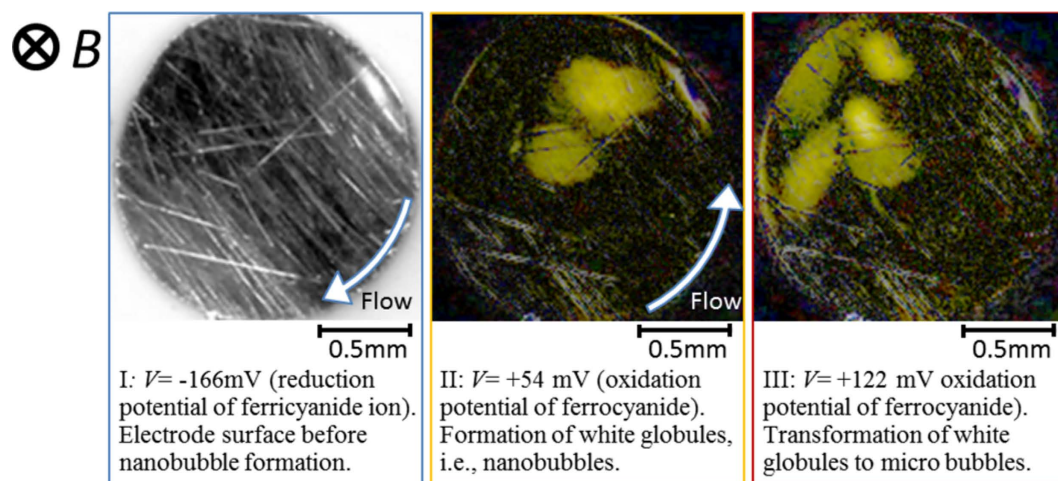 B
Flow
0.5mm
I: V= -166mV (reduction
potential of ferricyanide ion).
Electrode surface before
nanobubble formation.
Flow
0.5mm
II: V= +54 mV (oxidation
potential of ferrocyanide).
Formation of white globules,
i.e., nanobubbles.
0.5mm
III: V= +122 mV oxidation
potential of ferrocyanide).
Transformation of white
globules to micro bubbles.